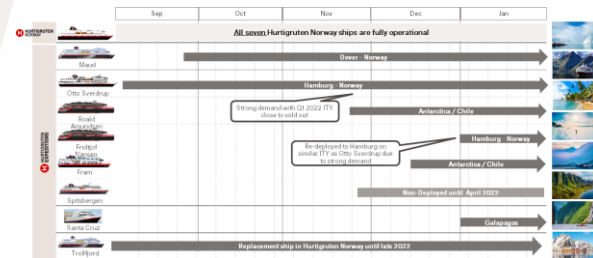 Sep Oct Nov Dec Jan
HURTIGRUTEN
NORWAY
All seven Hurtigruten Norway ships are fully operational
Maud
Dover - Norway
Otto Sverdrup
Hamburg - Norway
Strong demand with Q1 2022 ITY
close to sold out
Roald
Amundsen
Antarctica / Chile
Fridtjof
Nansen
Hamburg - Norway
Re-deployed to Hamburg on
similar ITY as Otto Sverdrup due
to strong demand
Fram
Antarctica / Chile
Spitsbergen
Non-Deployed until April 2022
Santa Cruz
Galapagos
Trollfjord
Replacement ship in Hurtigruten Norway until late 2022
HURTIGRUTEN
EXPEDITIONS